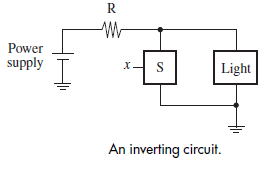 R
Power
supply
x
S
Light
An inverting circuit.